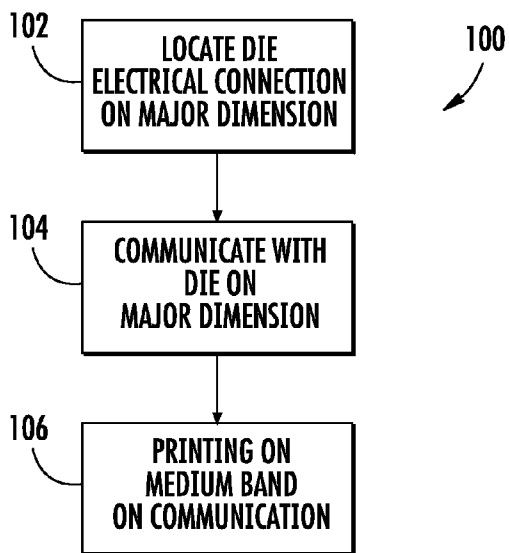 102
LOCATE DIE
ELECTRICAL CONNECTION
ON MAJOR DIMENSION
100
104
COMMUNICATE WITH
DIE ON
MAJOR DIMENSION
106
PRINTING ON
MEDIUM BAND
ON COMMUNICATION